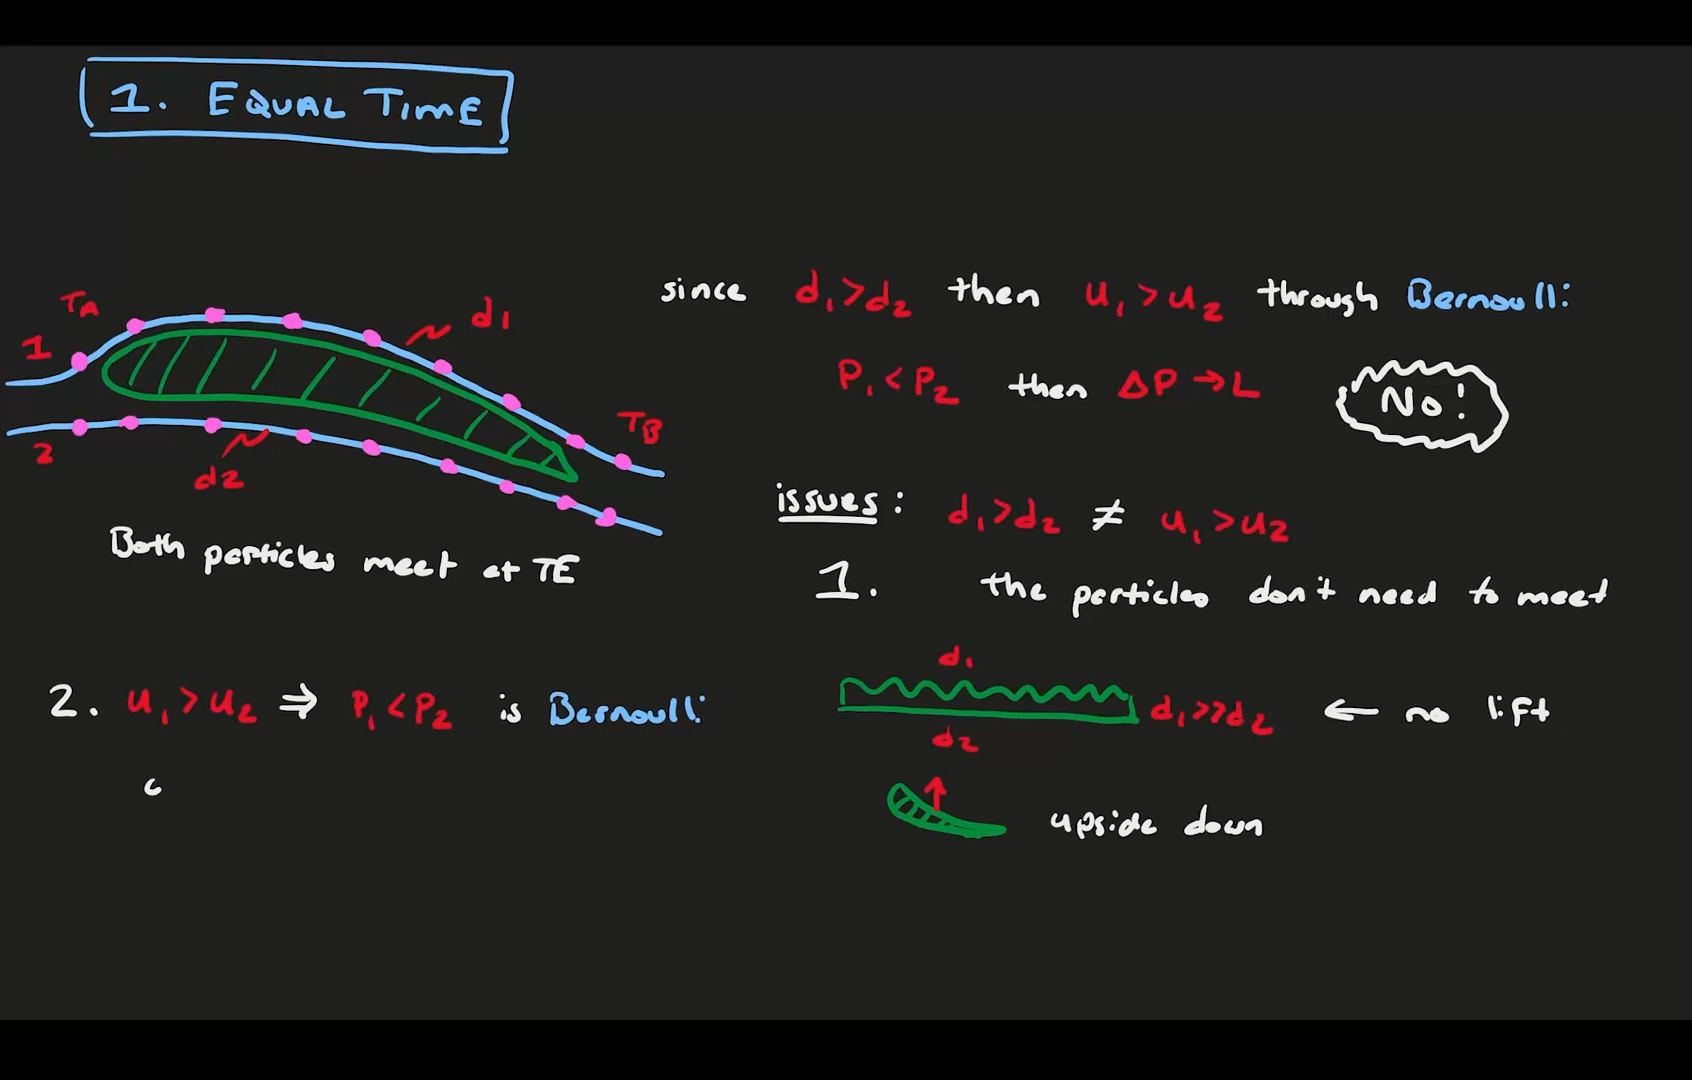 1. EQUAL TIME
since d1>d2 then u1>u2 through Bernoulli
TA
d1
1
P1<P2 then ΔP→L No!
TB
2
d2
issues: d1>d2 ≠ u1>u2
Both particles meet at TE
1. the particles don't need to meet
d1
2. u1>u2 ⇒ P1<P2 is Bernoulli
d1>>d2 ← no lift
d2
c
upside down